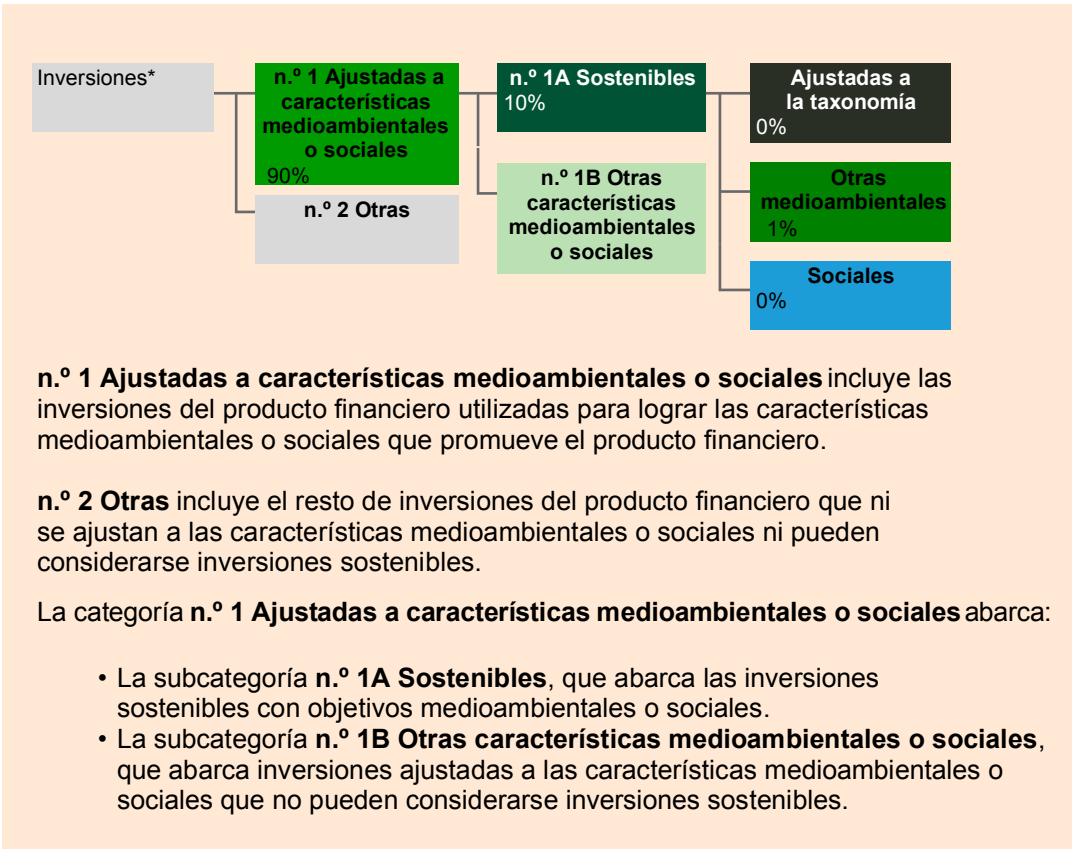 Inversiones*
n.º 1 Ajustadas a
características
medioambientales
o sociales
90%
n.º 2 Otras
n.º 1A Sostenibles
10%
n.º 1B Otras
características
medioambientales
o sociales
Ajustadas a
la taxonomía
0%
Otras
medioambientales
1%
Sociales
0%
n.º 1 Ajustadas a características medioambientales o sociales incluye las
inversiones del producto financiero utilizadas para lograr las características
medioambientales o sociales que promueve el producto financiero.
n.º 2 Otras incluye el resto de inversiones del producto financiero que ni
se ajustan a las características medioambientales o sociales ni pueden
considerarse inversiones sostenibles.
La categoría n.º 1 Ajustadas a características medioambientales o sociales abarca:
• La subcategoría n.º 1A Sostenibles, que abarca las inversiones
sostenibles con objetivos medioambientales o sociales.
• La subcategoría n.º 1B Otras características medioambientales o sociales,
que abarca inversiones ajustadas a las características medioambientales o
sociales que no pueden considerarse inversiones sostenibles.